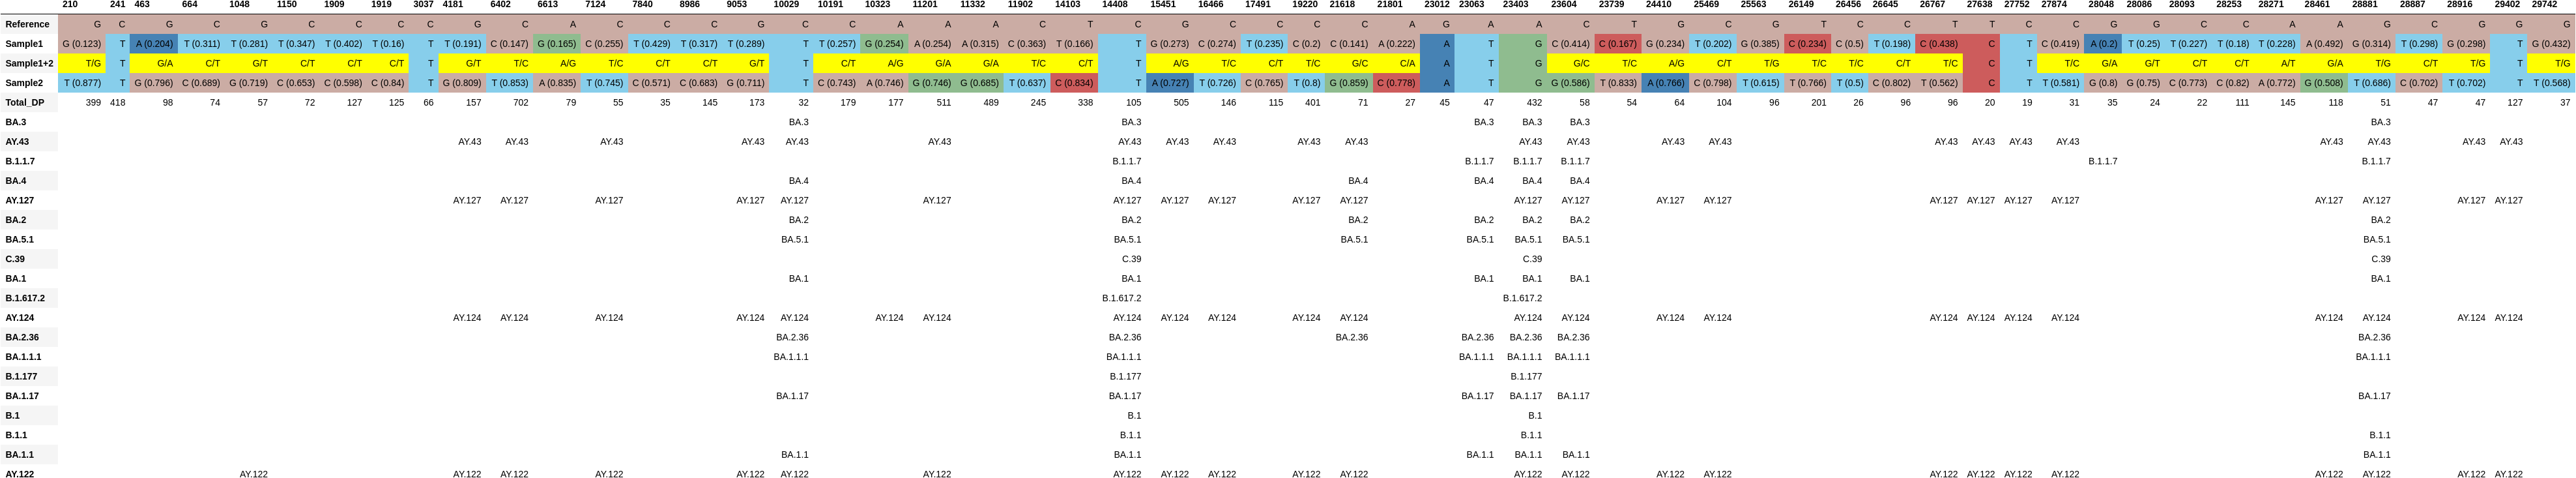 210 241 463 664 1048 1150 1909 1919 3037 4181 6402 6613 7124 7840 8986 9053 10029 10191 10323 11201 11332 11902 14103 14408 15451 16466 17491 19220 21618 21801 23012 23063 23403 23604 23739 24410 25469 25563 26149 26456 26645 26767 27638 27752 27874 28048 28086 28093 28253 28271 28461 28881 28887 28916 29402 29742
Reference G C G C G C C C C G C A C C C G C C A A A C T C G C C C C A G A A C T G C G T C C T T C C G G C C A A G C G G G
Sample1 G (0.123) T A (0.204) T (0.311) T (0.281) T (0.347) T (0.402) T (0.16) T T (0.191) C (0.147) G (0.165) C (0.255) T (0.429) T (0.317) T (0.289) T T (0.257) G (0.254) A (0.254) A (0.315) C (0.363) T (0.166) T G (0.273) C (0.274) T (0.235) C (0.2) C (0.141) A (0.222) A T G C (0.414) C (0.167) G (0.234) T (0.202) G (0.385) C (0.234) C (0.5) T (0.198) C (0.438) C T C (0.419) A (0.2) T (0.25) T (0.227) T (0.18) T (0.228) A (0.492) G (0.314) T (0.298) G (0.298) T G (0.432)
Sample1+2 T/G T G/A C/T G/T C/T C/T C/T T G/T T/C A/G T/C C/T C/T G/T T C/T A/G G/A G/A T/C C/T T A/G T/C C/T T/C G/C C/A A T G G/C T/C A/G C/T T/G T/C T/C C/T T/C C T T/C G/A G/T C/T C/T A/T G/A T/G C/T T/G T T/G
Sample2 T (0.877) T G (0.796) C (0.689) G (0.719) C (0.653) C (0.598) C (0.84) T G (0.809) T (0.853) A (0.835) T (0.745) C (0.571) C (0.683) G (0.711) T C (0.743) A (0.746) G (0.746) G (0.685) T (0.637) C (0.834) T A (0.727) T (0.726) C (0.765) T (0.8) G (0.859) C (0.778) A T G G (0.586) T (0.833) A (0.766) C (0.798) T (0.615) T (0.766) T (0.5) C (0.802) T (0.562) C T T (0.581) G (0.8) G (0.75) C (0.773) C (0.82) A (0.772) G (0.508) T (0.686) C (0.702) T (0.702) T T (0.568)
Total_DP 399 418 98 74 57 72 127 125 66 157 702 79 55 35 145 173 32 179 177 511 489 245 338 105 505 146 115 401 71 27 45 47 432 58 54 64 104 96 201 26 96 96 20 19 31 35 24 22 111 145 118 51 47 47 127 37
BA.3 BA.3 BA.3 BA.3 BA.3 BA.3 BA.3
AY.43 AY.43 AY.43 AY.43 AY.43 AY.43 AY.43 AY.43 AY.43 AY.43 AY.43 AY.43 AY.43 AY.43 AY.43 AY.43 AY.43 AY.43 AY.43 AY.43 AY.43 AY.43 AY.43 AY.43
B.1.1.7 B.1.1.7 B.1.1.7 B.1.1.7 B.1.1.7 B.1.1.7 B.1.1.7
BA.4 BA.4 BA.4 BA.4 BA.4 BA.4 BA.4
AY.127 AY.127 AY.127 AY.127 AY.127 AY.127 AY.127 AY.127 AY.127 AY.127 AY.127 AY.127 AY.127 AY.127 AY.127 AY.127 AY.127 AY.127 AY.127 AY.127 AY.127 AY.127 AY.127 AY.127
BA.2 BA.2 BA.2 BA.2 BA.2 BA.2 BA.2 BA.2
BA.5.1 BA.5.1 BA.5.1 BA.5.1 BA.5.1 BA.5.1 BA.5.1 BA.5.1
C.39 C.39 C.39 C.39
BA.1 BA.1 BA.1 BA.1 BA.1 BA.1 BA.1
B.1.617.2 B.1.617.2 B.1.617.2
AY.124 AY.124 AY.124 AY.124 AY.124 AY.124 AY.124 AY.124 AY.124 AY.124 AY.124 AY.124 AY.124 AY.124 AY.124 AY.124 AY.124 AY.124 AY.124 AY.124 AY.124 AY.124 AY.124 AY.124 AY.124
BA.2.36 BA.2.36 BA.2.36 BA.2.36 BA.2.36 BA.2.36 BA.2.36 BA.2.36
BA.1.1.1 BA.1.1.1 BA.1.1.1 BA.1.1.1 BA.1.1.1 BA.1.1.1 BA.1.1.1
B.1.177 B.1.177 B.1.177
BA.1.17 BA.1.17 BA.1.17 BA.1.17 BA.1.17 BA.1.17 BA.1.17
B.1 B.1 B.1
B.1.1 B.1.1 B.1.1 B.1.1
BA.1.1 BA.1.1 BA.1.1 BA.1.1 BA.1.1 BA.1.1 BA.1.1
AY.122 AY.122 AY.122 AY.122 AY.122 AY.122 AY.122 AY.122 AY.122 AY.122 AY.122 AY.122 AY.122 AY.122 AY.122 AY.122 AY.122 AY.122 AY.122 AY.122 AY.122 AY.122 AY.122 AY.122 AY.122